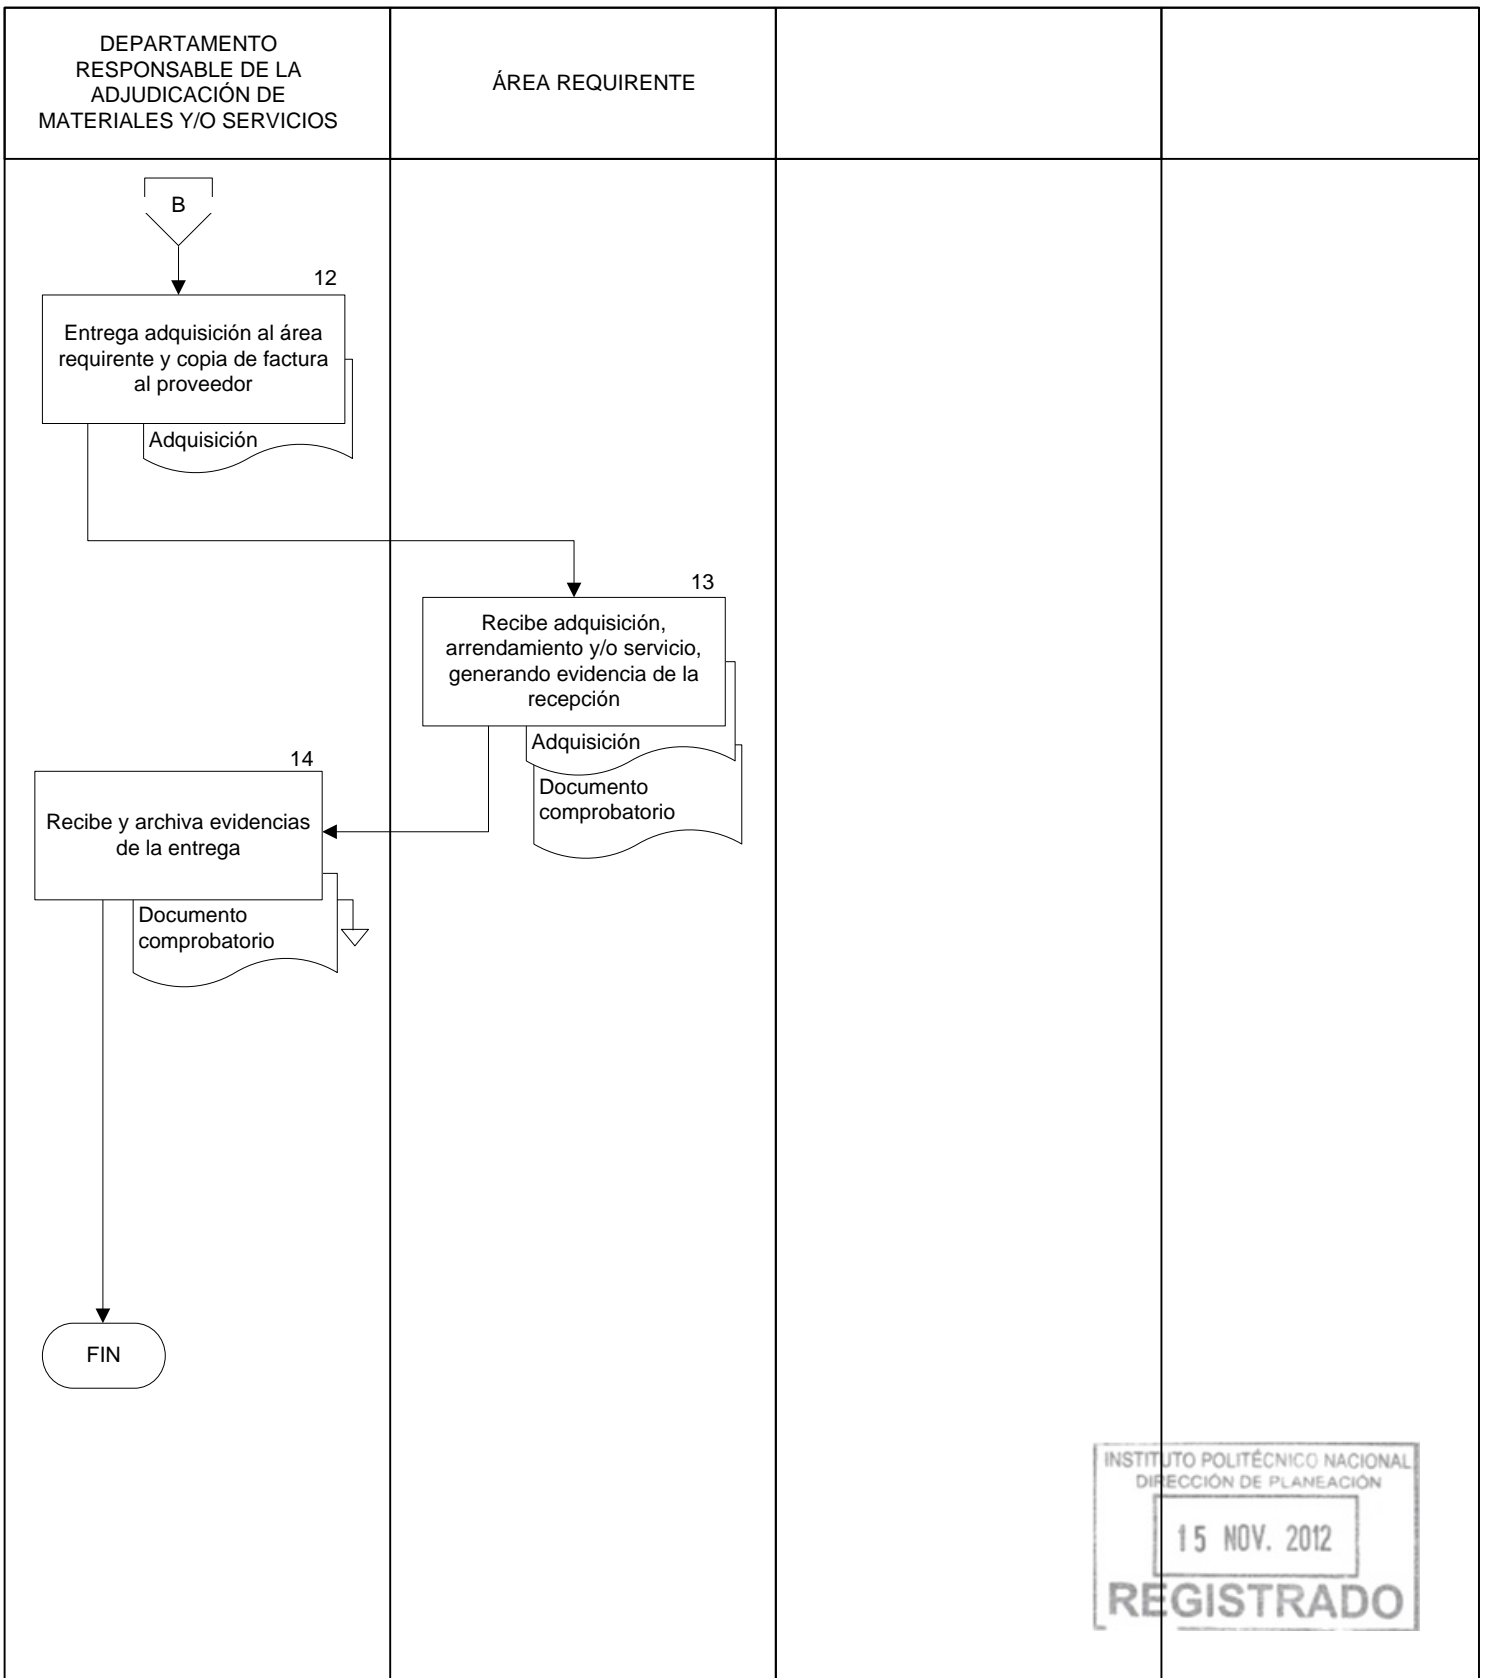 DEPARTAMENTO
RESPONSABLE DE LA
ADJUDICACIÓN DE
MATERIALES Y/O SERVICIOS
ÁREA REQUIRENTE
B
12
Entrega adquisición al área
requirente y copia de factura
al proveedor
Adquisición
13
Recibe adquisición,
arrendamiento y/o servicio,
generando evidencia de la
recepción
Adquisición
Documento
comprobatorio
14
Recibe y archiva evidencias
de la entrega
Documento
comprobatorio
FIN
INSTITUTO POLITÉCNICO NACIONAL
DIRECCIÓN DE PLANEACIÓN
15 NOV. 2012
REGISTRADO